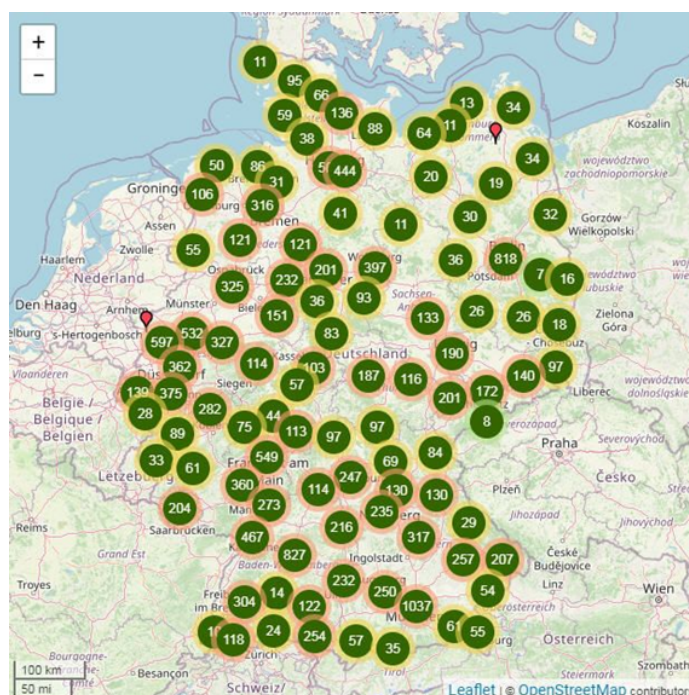 +
−
11
95
66
59
136
38
88
13
34
64
11
34
50
86
31
444
106
316
20
19
41
11
30
32
Groningen
Koszalin
województwo
zachodniopomorskie
Assen
Gorzów
Wielkopolski
Haarlem
Zwolle
Nederland
Den Haag
Arnhem
's-Hertogenbosch
55
121
121
201
397
36
818
7
16
Potsdam
325
232
36
93
Münster
151
83
133
26
26
18
Zielona
Góra
597
532
327
114
103
Deutschland
190
362
375
139
28
282
57
187
116
201
172
140
97
8
Siegen
Liberec
Vlaanderen
België /
Belgique /
Belgien
89
75
44
113
97
97
84
33
61
549
69
Praha
Severovýchod
Letzebuerg
204
360
273
114
247
130
130
235
Plzeň
Česko
Jihozápad
Jihovýchod
Saarbrücken
Reims
Grand Est
467
216
317
29
827
Ingolstadt
257
207
České
Budějovice
Troyes
304
14
122
232
250
1037
54
Linz
Wien
118
24
254
57
35
61
55
Zürich
Österreich
Besançon
Schweiz/
100 km
50 mi
Leaflet | © OpenStreetMap contributors